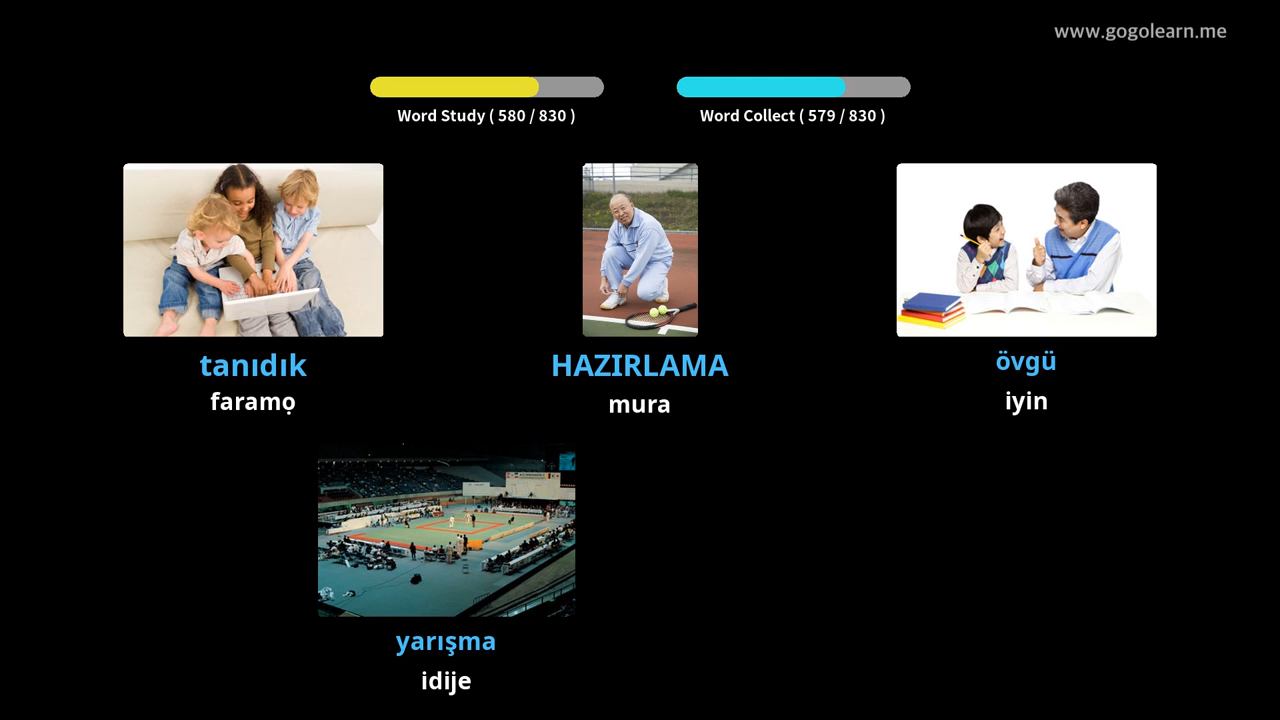 www.gogolearn.me
Word Study ( 580 / 830 )
Word Collect ( 579 / 830 )
tanıdık
faramọ
HAZIRLAMA
mura
övgü
iyin
yarışma
idije